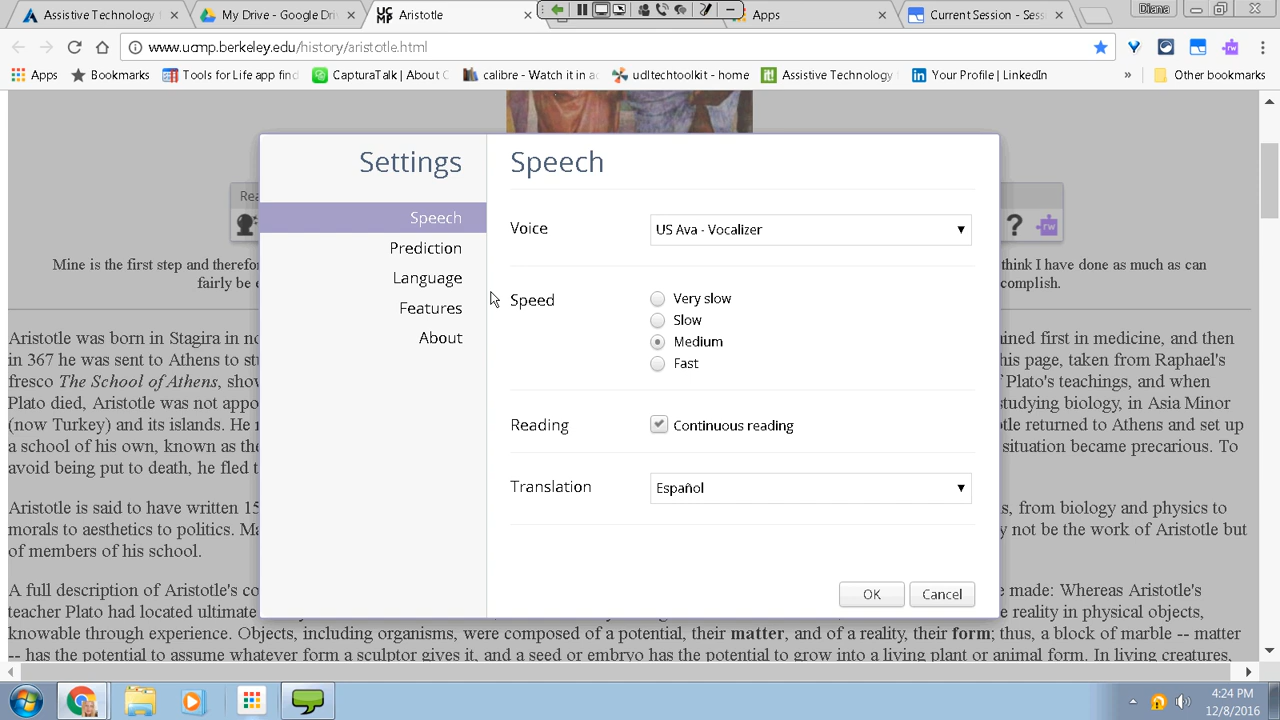 Assistive Technology
My Drive - Google Dri
UC MP
Aristotle
Apps
Current Session - Sess
Diana
www.ucmp.berkeley.edu/history/aristotle.html
Apps
Bookmarks
Tools for Life app find
CapturaTalk | About C
calibre - Watch it in a
udltechtoolkit - home
it!
Assistive Technology
in
Your Profile | LinkedIn
»
Other bookmarks
Rea
?
rw
Mine is the first step and therefor
think I have done as much as can
fairly be e
complish.
Settings
Speech
Prediction
Language
Features
About
Speech
Voice
US Ava - Vocalizer
Speed
Very slow
Slow
Medium
Fast
Reading
Continuous reading
Translation
Español
OK
Cancel
Aristotle was born in Stagira in no
ined first in medicine, and then
in 367 he was sent to Athens to stu
his page, taken from Raphael's
fresco The School of Athens, show
f Plato's teachings, and when
Plato died, Aristotle was not appo
studying biology, in Asia Minor
(now Turkey) and its islands. He r
tle returned to Athens and set up
a school of his own, known as the
situation became precarious. To
avoid being put to death, he fled t
Aristotle is said to have written 15
s, from biology and physics to
morals to aesthetics to politics. Ma
y not be the work of Aristotle but
of members of his school.
A full description of Aristotle's co
e made: Whereas Aristotle's
teacher Plato had located ultimate
e reality in physical objects,
knowable through experience. Objects, including organisms, were composed of a potential, their matter, and of a reality, their form; thus, a block of marble -- matter
-- has the potential to assume whatever form a sculptor gives it, and a seed or embryo has the potential to grow into a living plant or animal form. In living creatures,
4:24 PM
12/8/2016